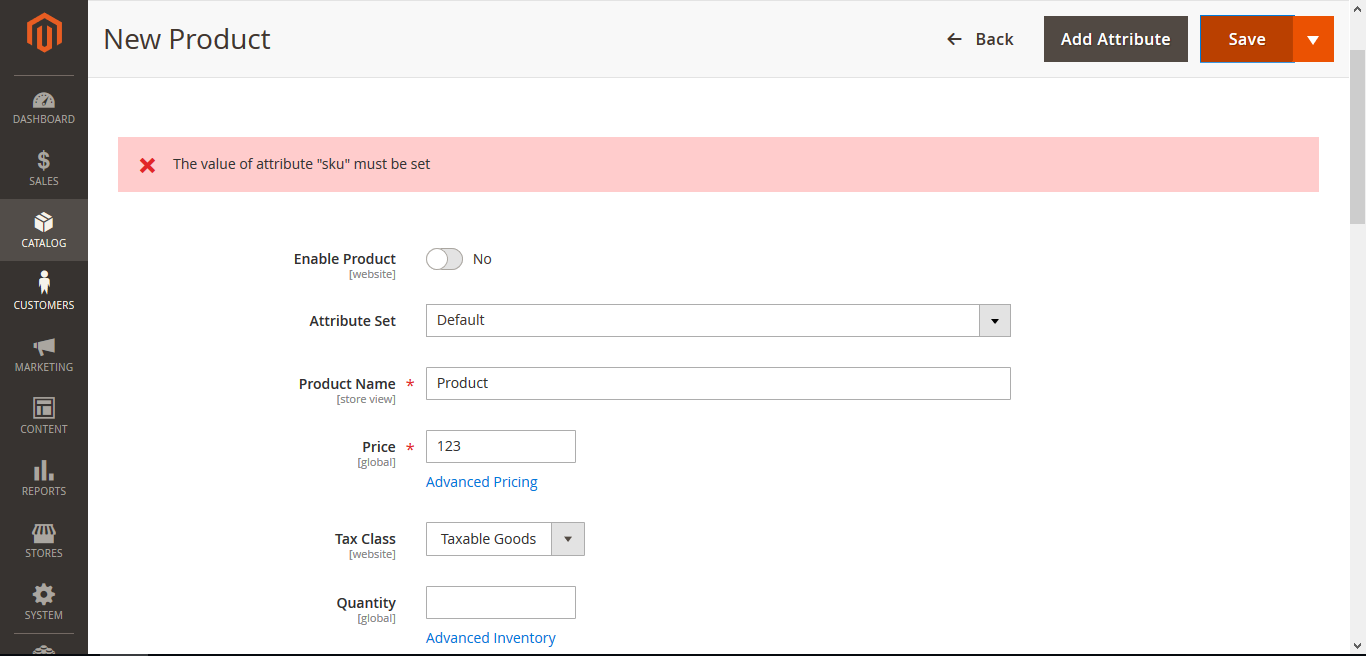 New Product
Back
Add Attribute
Save
DASHBOARD
SALES
CATALOG
CUSTOMERS
MARKETING
CONTENT
REPORTS
STORES
SYSTEM
The value of attribute "sku" must be set
Enable Product
[website]
No
Attribute Set
Default
Product Name *
[store view]
Product
Price *
[global]
123
Advanced Pricing
Tax Class
[website]
Taxable Goods
Quantity
[global]
Advanced Inventory